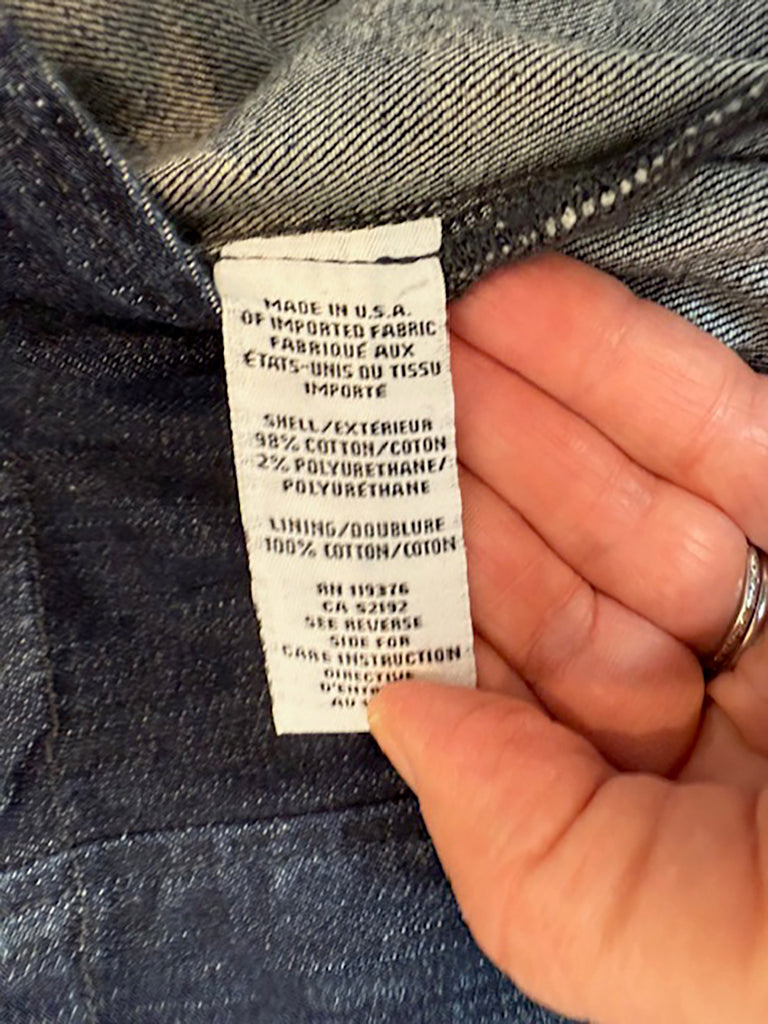 MADE IN U.S.A.
OF IMPORTED FABRIC
FABRIQUÉ AUX
ÉTATS-UNIS DU TISSU
IMPORTÉ
SHELL/EXTÉRIEUR
98% COTTON/COTON
2% POLYURETHANE/
POLYURÉTHANE
LINING/DOUBLURE
100% COTTON/COTON
RN 119376
CA 52192
SEE REVERSE
SIDE FOR
CARE INSTRUCTION
DIRECTIVE